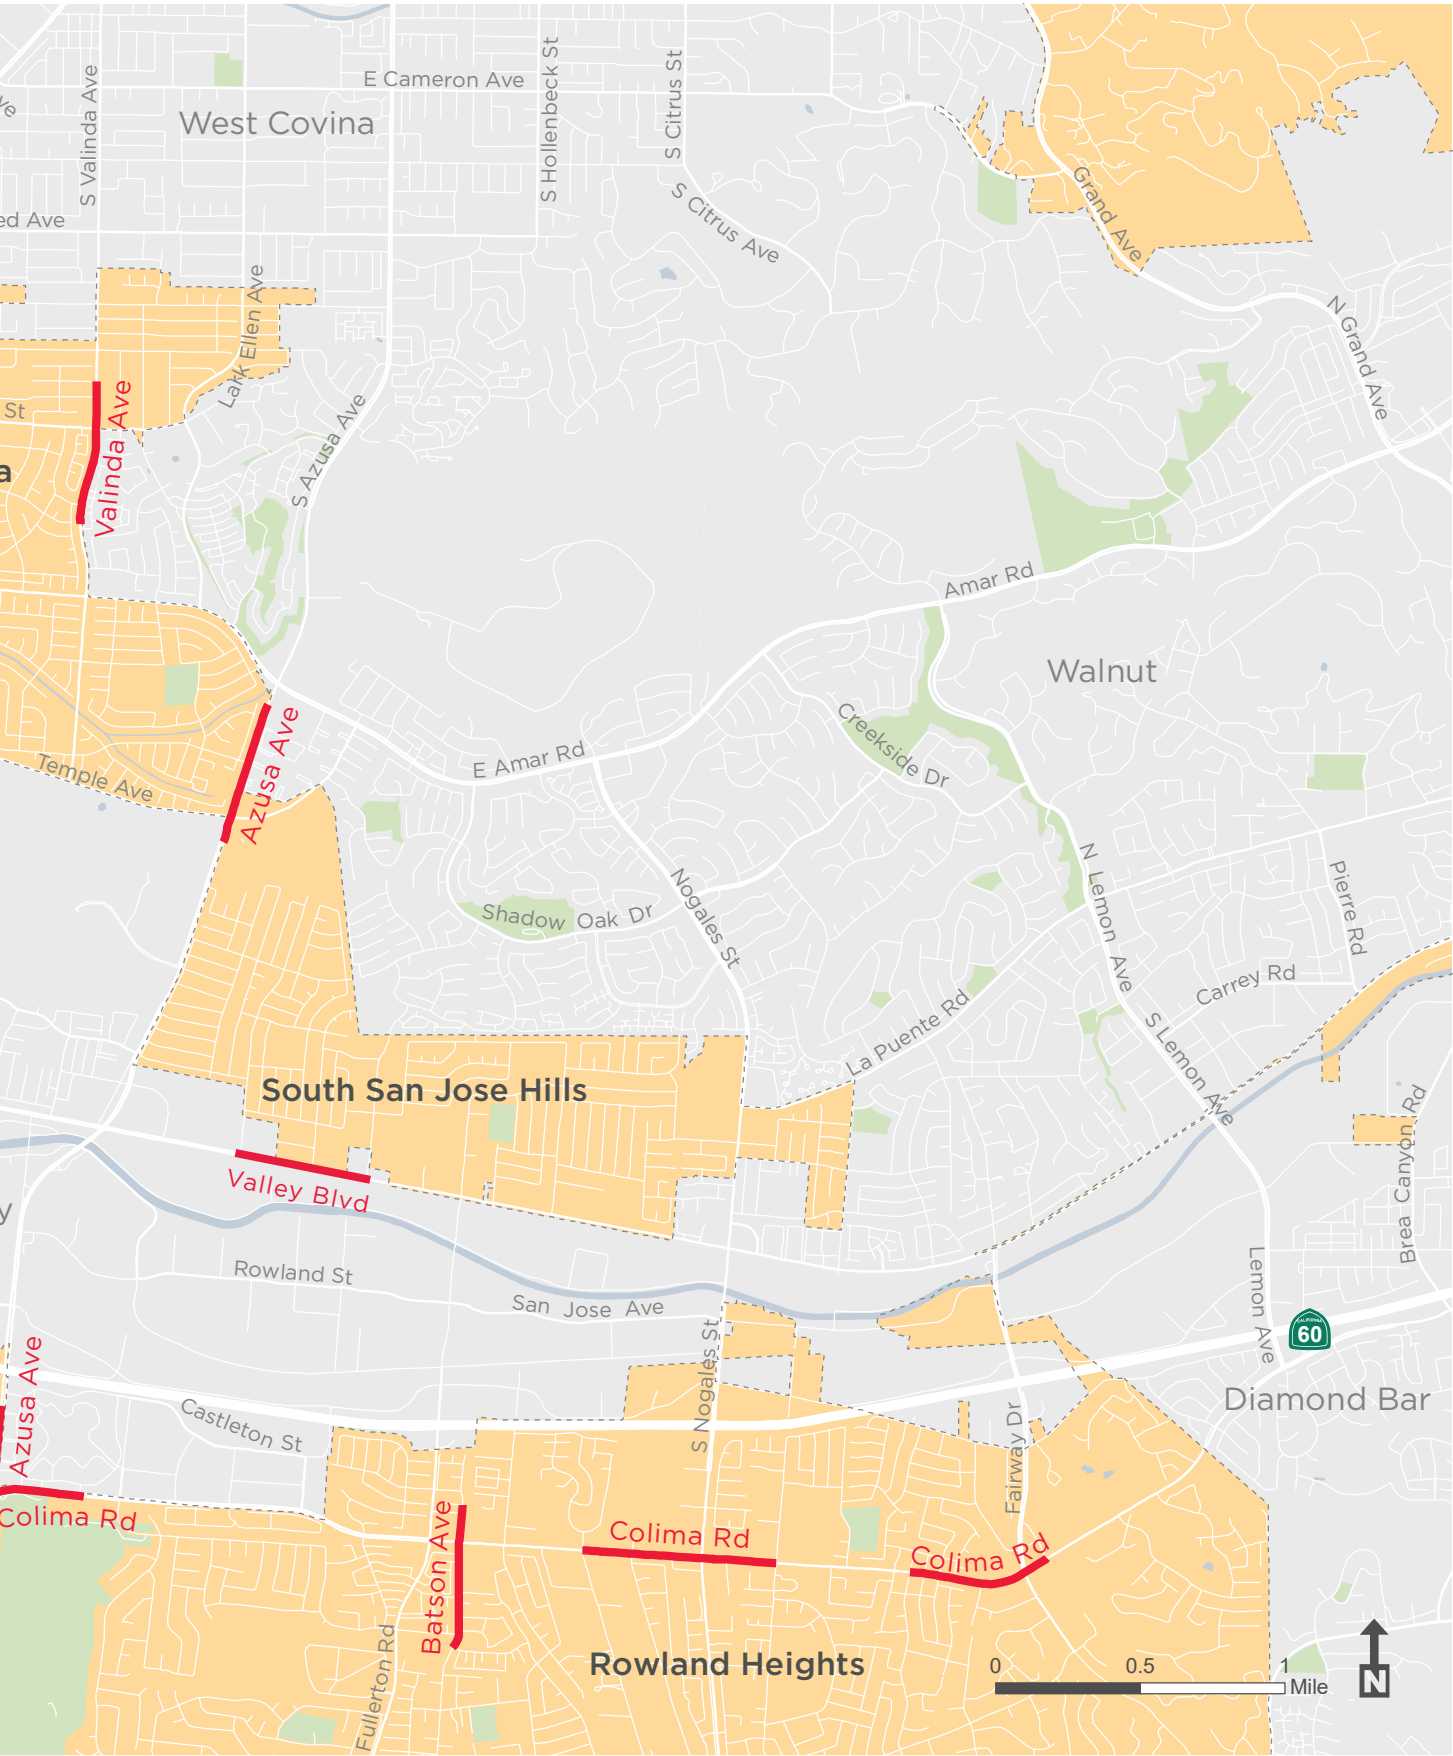 E Cameron Ave
S Hollenbeck St
S Citrus St
S Valinda Ave
West Covina
ve
S Citrus Ave
Grand Ave
ed Ave
Lark Ellen Ave
N Grand Ave
St
Valinda Ave
S Azusa Ave
a
Amar Rd
Walnut
Creekside Dr
Azusa Ave
Temple Ave
E Amar Rd
N Lemon Ave
Pierre Rd
Nogales St
Shadow Oak Dr
Carrey Rd
La Puente Rd
S Lemon Ave
South San Jose Hills
Brea Canyon Rd
Valley Blvd
y
Rowland St
San Jose Ave
Lemon Ave
CALIFORNIA
60
Azusa Ave
S Nogales St
Diamond Bar
Castleton St
Fairway Dr
Colima Rd
Batson Ave
Colima Rd
Colima Rd
Fullerton Rd
Rowland Heights
0 0.5 1
Mile
N